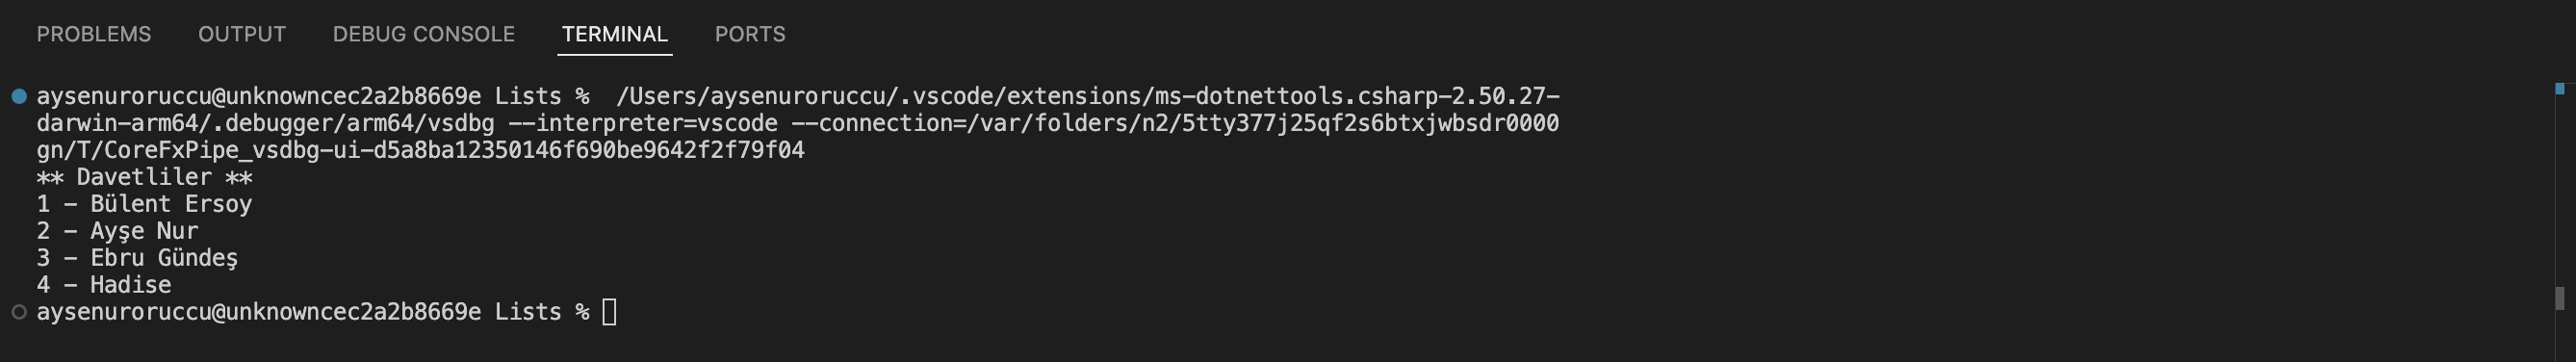 PROBLEMS OUTPUT DEBUG CONSOLE TERMINAL PORTS
aysenuroruccu@unknowncec2a2b8669e Lists %  /Users/aysenuroruccu/.vscode/extensions/ms-dotnettools.csharp-2.50.27-
darwin-arm64/.debugger/arm64/vsdbg --interpreter=vscode --connection=/var/folders/n2/5tty377j25qf2s6btxjwbsdr0000
gn/T/CoreFxPipe_vsdbg-ui-d5a8ba12350146f690be9642f2f79f04
** Davetliler **
1 - Bülent Ersoy
2 - Ayşe Nur
3 - Ebru Gündeş
4 - Hadise
aysenuroruccu@unknowncec2a2b8669e Lists %